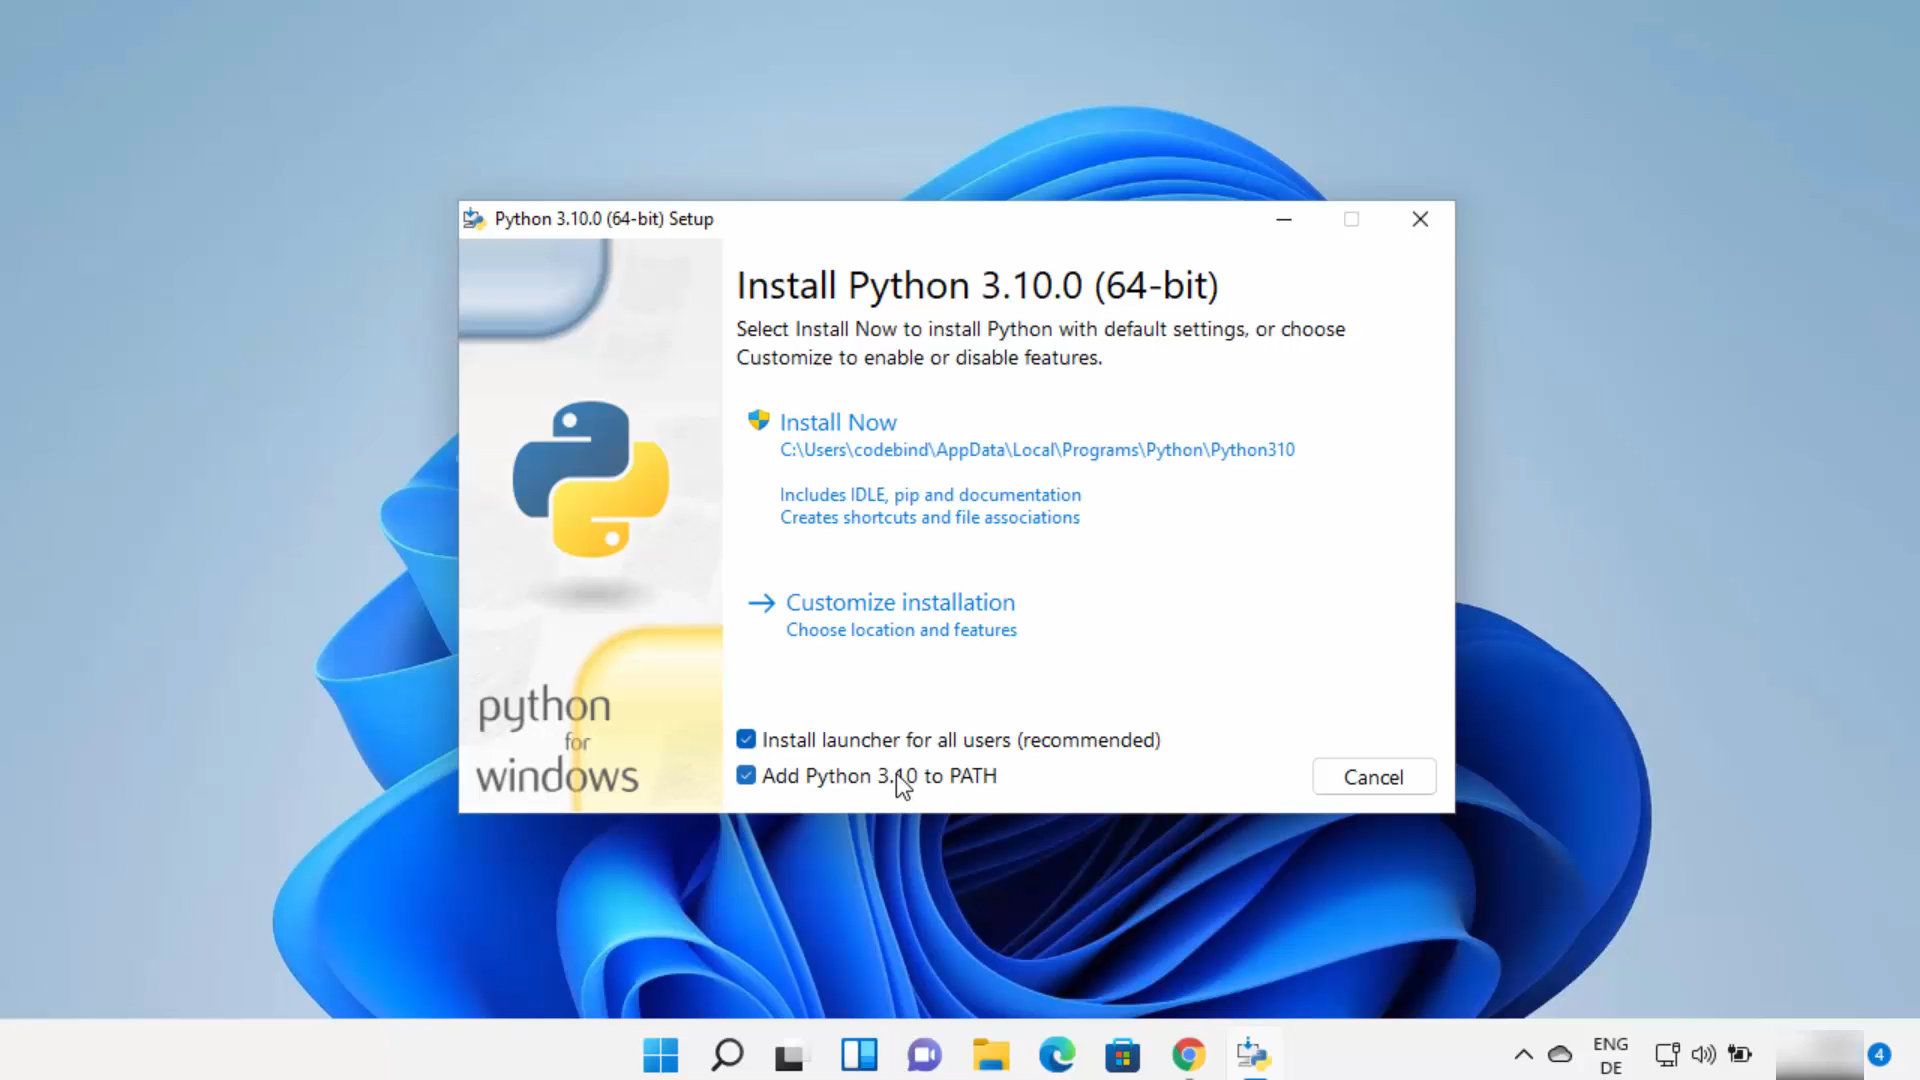 Python 3.10.0 (64-bit) Setup
Install Python 3.10.0 (64-bit)
Select Install Now to install Python with default settings, or choose
Customize to enable or disable features.
Install Now
C:\Users\codebind\AppData\Local\Programs\Python\Python310
Includes IDLE, pip and documentation
Creates shortcuts and file associations
Customize installation
Choose location and features
python
for
windows
Install launcher for all users (recommended)
Add Python 3.10 to PATH
Cancel
ENG
DE
4